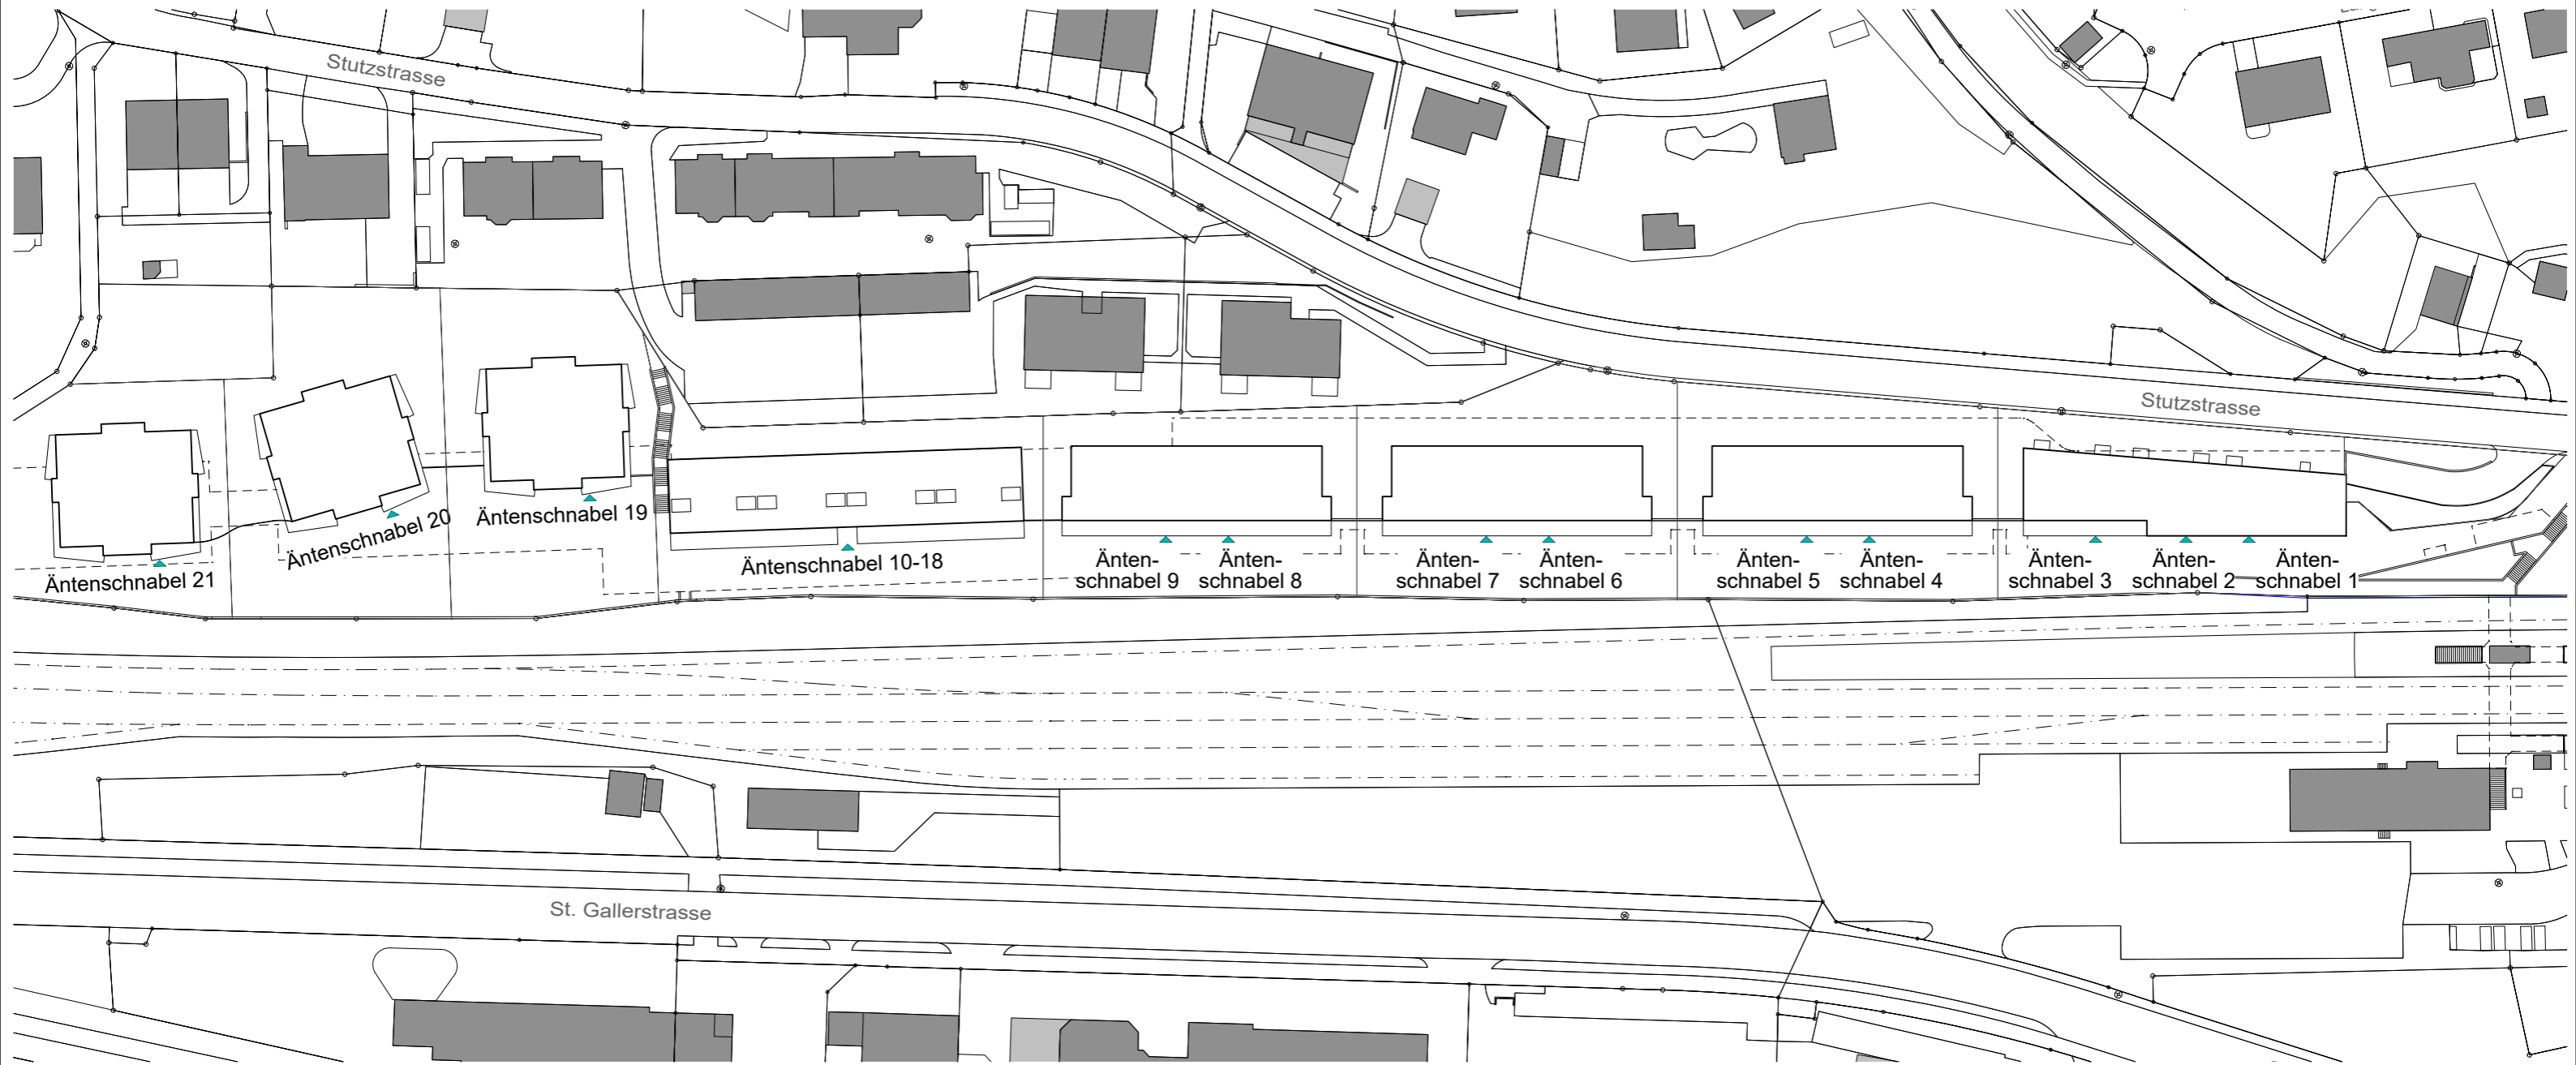 Stutzstrasse
Stutzstrasse
Äntenschnabel 21
Äntenschnabel 20
Äntenschnabel 19
Äntenschnabel 10-18
Änten-
schnabel 9
Änten-
schnabel 8
Änten-
schnabel 7
Änten-
schnabel 6
Änten-
schnabel 5
Änten-
schnabel 4
Änten-
schnabel 3
Änten-
schnabel 2
Änten-
schnabel 1
St. Gallerstrasse